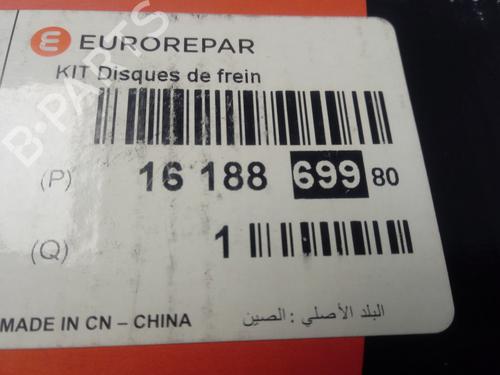 e EUROREPAR
KIT Disques de frein
(P) 16 188 699 80
(Q) 1
MADE IN CN – CHINA
البلد الأصلي : الصين
B-PARTS